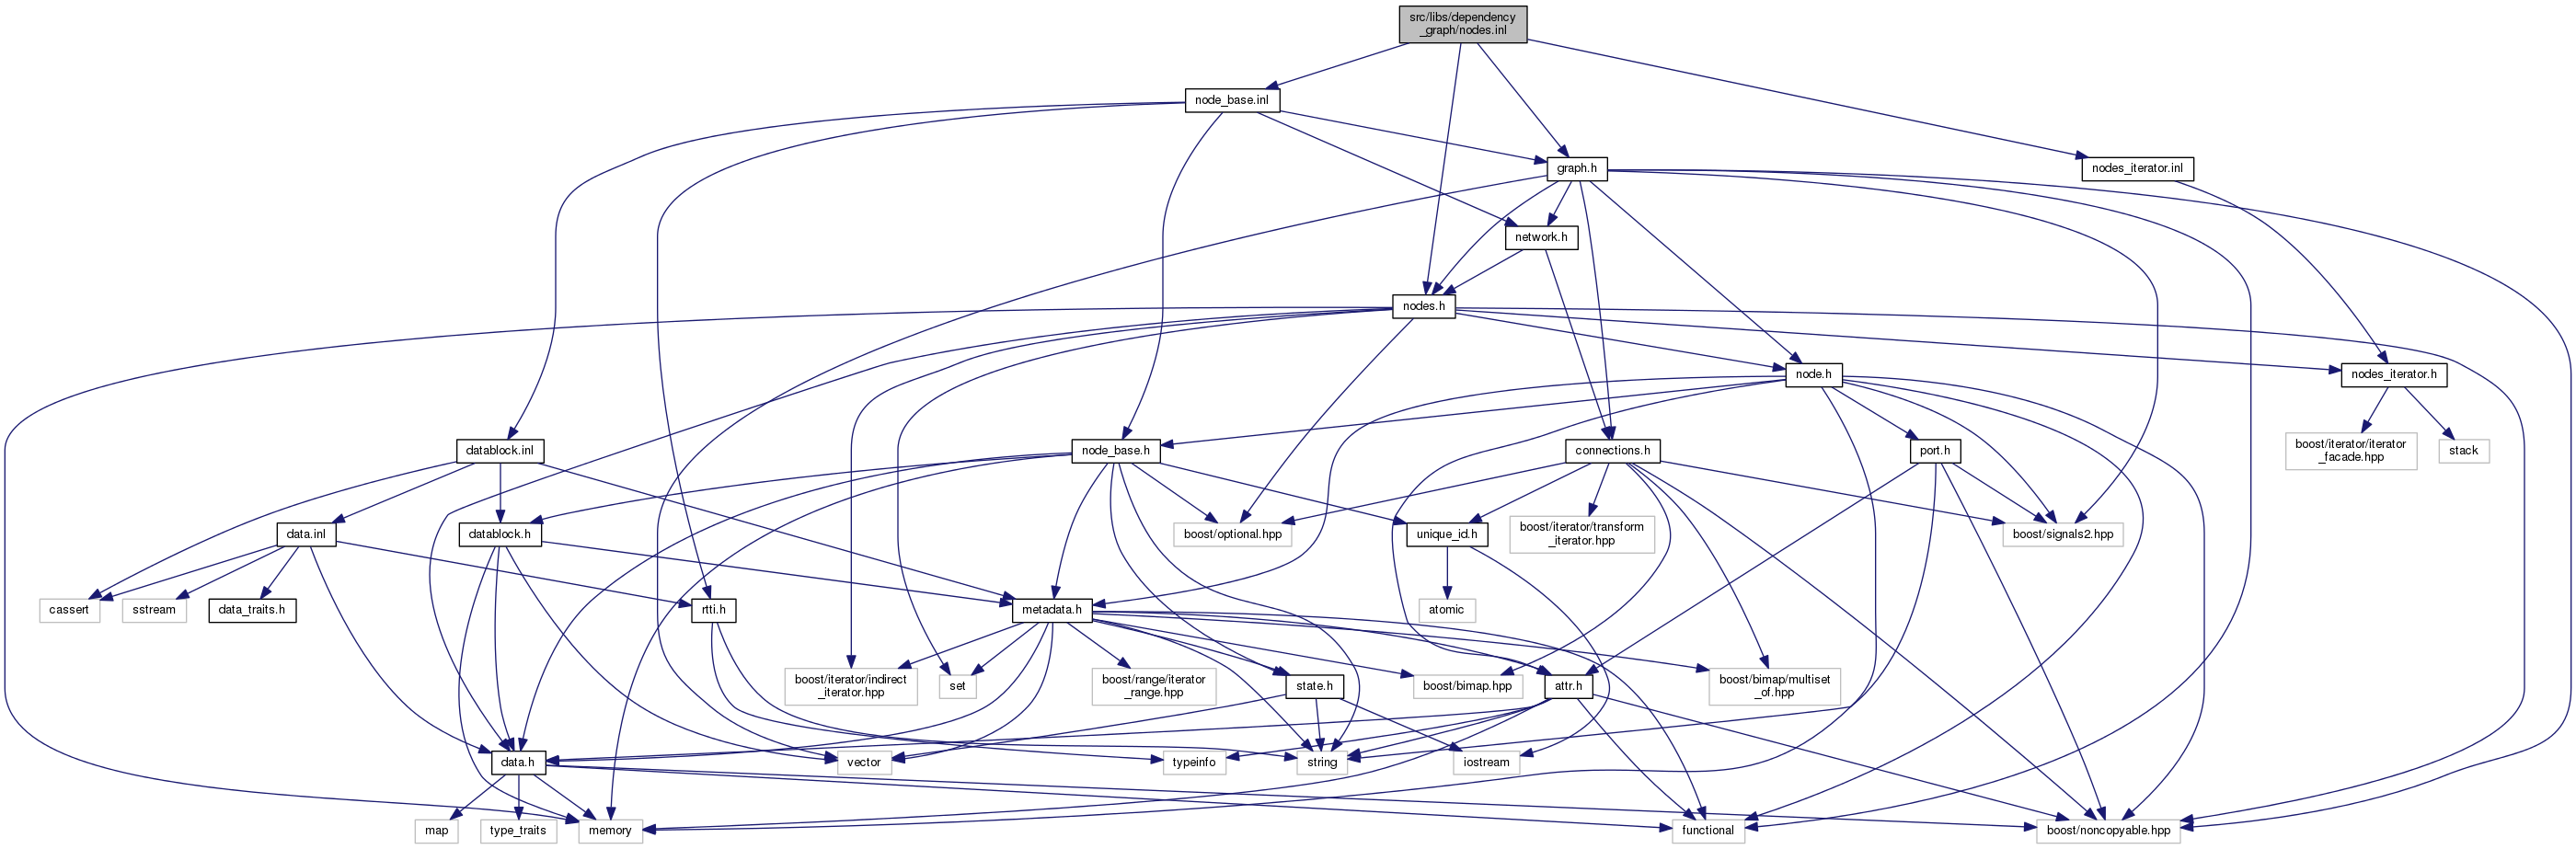 src/libs/dependency
_graph/nodes.inl
node_base.inl
graph.h
nodes_iterator.inl
network.h
nodes.h
node.h
nodes_iterator.h
datablock.inl
node_base.h
connections.h
port.h
boost/iterator/iterator
_facade.hpp
stack
data.inl
datablock.h
boost/optional.hpp
unique_id.h
boost/iterator/transform
_iterator.hpp
boost/signals2.hpp
cassert
sstream
data_traits.h
rtti.h
metadata.h
atomic
boost/iterator/indirect
_iterator.hpp
set
boost/range/iterator
_range.hpp
state.h
boost/bimap.hpp
attr.h
boost/bimap/multiset
_of.hpp
data.h
vector
typeinfo
string
iostream
map
type_traits
memory
functional
boost/noncopyable.hpp